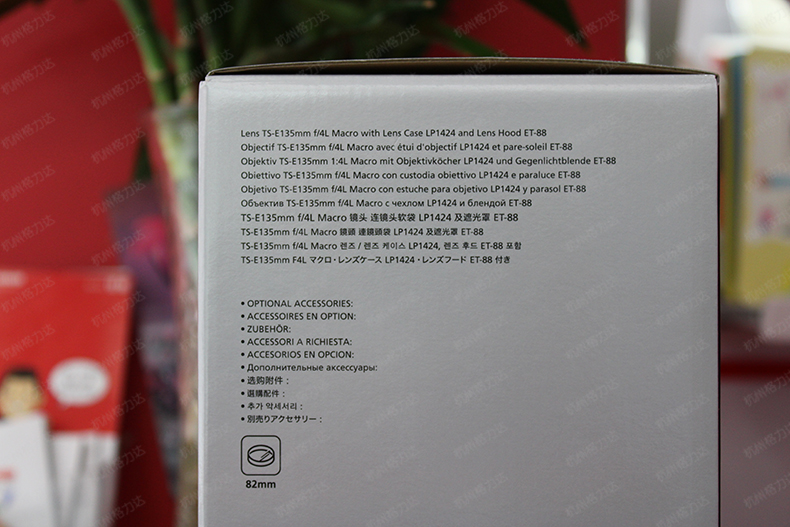 Lens TS-E135mm f/4L Macro with Lens Case LP1424 and Lens Hood ET-88
Objectif TS-E135mm f/4L Macro avec étui d'objectif LP1424 et pare-soleil ET-88
Objektiv TS-E135mm 1:4L Macro mit Objektivköcher LP1424 und Gegenlichtblende ET-88
Obiettivo TS-E135mm f/4L Macro con custodia obiettivo LP1424 e paraluce ET-88
Objetivo TS-E135mm f/4L Macro con estuche para objetivo LP1424 y parasol ET-88
Объектив TS-E135mm f/4L Macro с чехлом LP1424 и блендой ET-88
TS-E135mm f/4L Macro 镜头 连镜头软袋 LP1424 及遮光罩 ET-88
TS-E135mm f/4L Macro 鏡頭 連鏡頭袋 LP1424 及遮光罩 ET-88
TS-E135mm f/4L Macro 렌즈 / 렌즈 케이스 LP1424, 렌즈 후드 ET-88 포함
TS-E135mm F4L マクロ・レンズケース LP1424・レンズフード ET-88 付き
• OPTIONAL ACCESSORIES:
• ACCESSOIRES EN OPTION:
• ZUBEHÖR:
• ACCESSORI A RICHIESTA:
• ACCESORIOS EN OPCION:
• Дополнительные аксессуары:
• 选购附件：
• 選購配件：
• 추가 악세서리 :
• 別売りアクセサリー：
82mm
杭州格力达